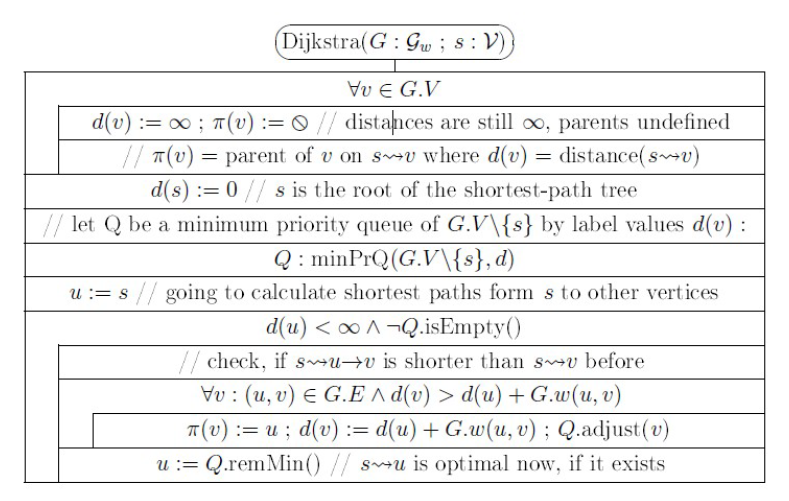 Dijkstra(G : 𝒢w ; s : 𝒱)
∀v ∈ G.V
d(v) := ∞ ; π(v) := ⦸ // distances are still ∞, parents undefined
// π(v) = parent of v on s⇝v where d(v) = distance(s⇝v)
d(s) := 0 // s is the root of the shortest-path tree
// let Q be a minimum priority queue of G.V\{s} by label values d(v) :
Q : minPrQ(G.V\{s}, d)
u := s // going to calculate shortest paths form s to other vertices
d(u) < ∞ ∧ ¬Q.isEmpty()
// check, if s⇝u→v is shorter than s⇝v before
∀v : (u, v) ∈ G.E ∧ d(v) > d(u) + G.w(u, v)
π(v) := u ; d(v) := d(u) + G.w(u, v) ; Q.adjust(v)
u := Q.remMin() // s⇝u is optimal now, if it exists